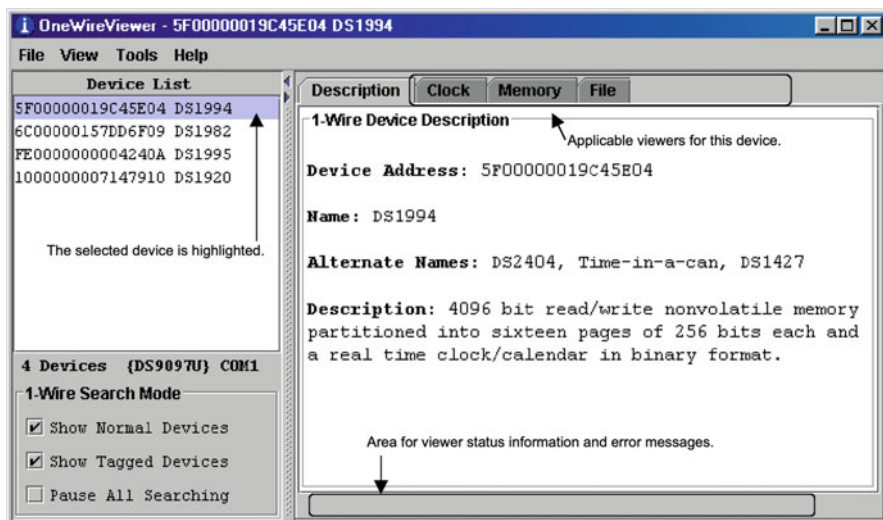 OneWireViewer - 5F00000019C45E04 DS1994
File View Tools Help
Device List
5F00000019C45E04 DS1994
6C00000157DD6F09 DS1982
FE0000000004240A DS1995
1000000007147910 DS1920
The selected device is highlighted.
4 Devices {DS9097U} COM1
1-Wire Search Mode
Show Normal Devices
Show Tagged Devices
Pause All Searching
Description Clock Memory File
1-Wire Device Description
Applicable viewers for this device.
Device Address: 5F00000019C45E04
Name: DS1994
Alternate Names: DS2404, Time-in-a-can, DS1427
Description: 4096 bit read/write nonvolatile memory
partitioned into sixteen pages of 256 bits each and
a real time clock/calendar in binary format.
Area for viewer status information and error messages.